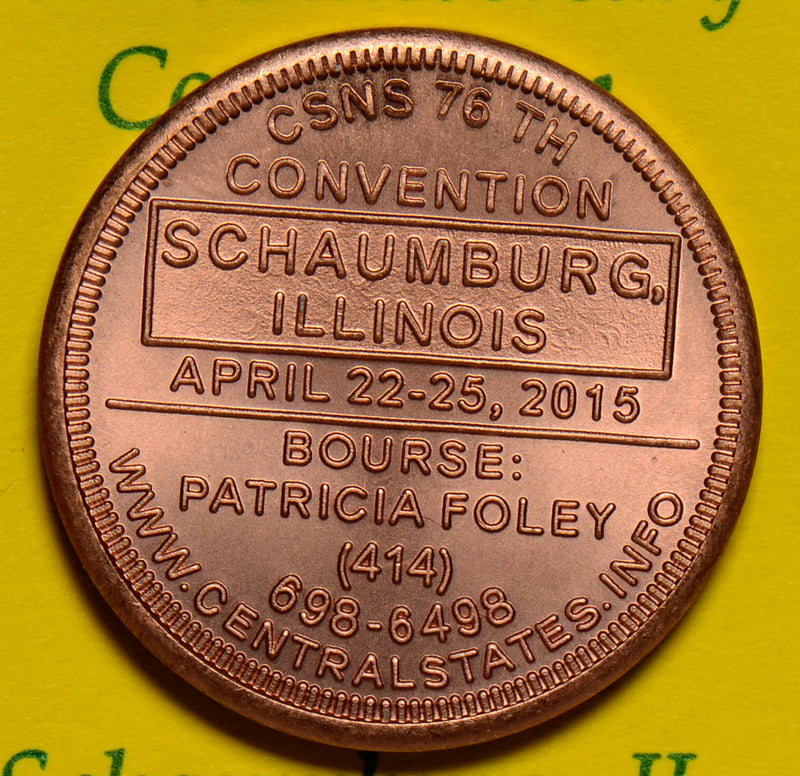 CSNS 76 TH
CONVENTION
SCHAUMBURG,
ILLINOIS
APRIL 22-25, 2015
BOURSE:
PATRICIA FOLEY
(414)
698-6498
WWW.CENTRALSTATES.INFO